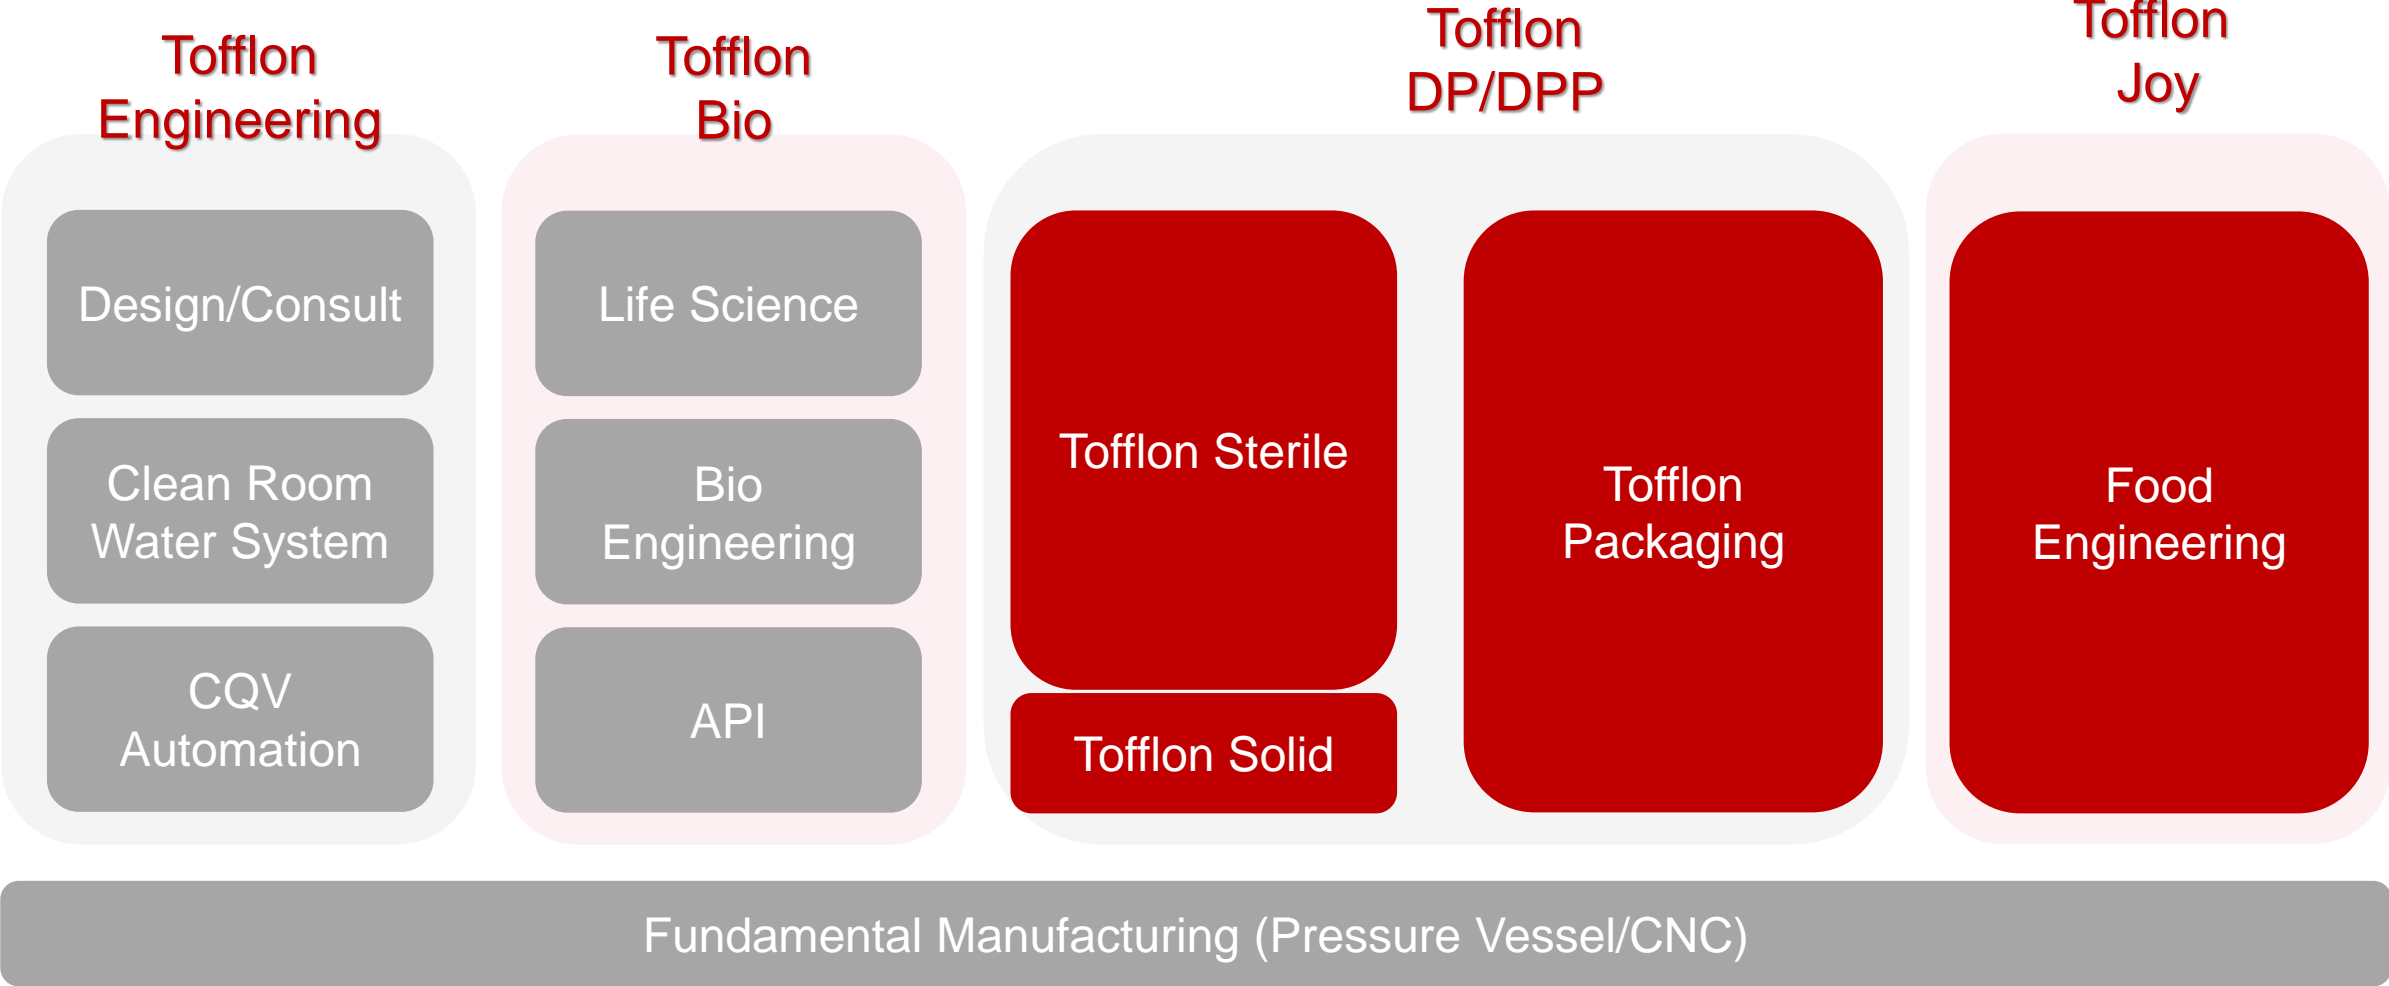 Tofflon
Engineering
Tofflon
Bio
Tofflon
DP/DPP
Tofflon
Joy
Design/Consult
Clean Room
Water System
CQV
Automation
Life Science
Bio
Engineering
API
Tofflon Sterile
Tofflon Solid
Tofflon
Packaging
Food
Engineering
Fundamental Manufacturing (Pressure Vessel/CNC)